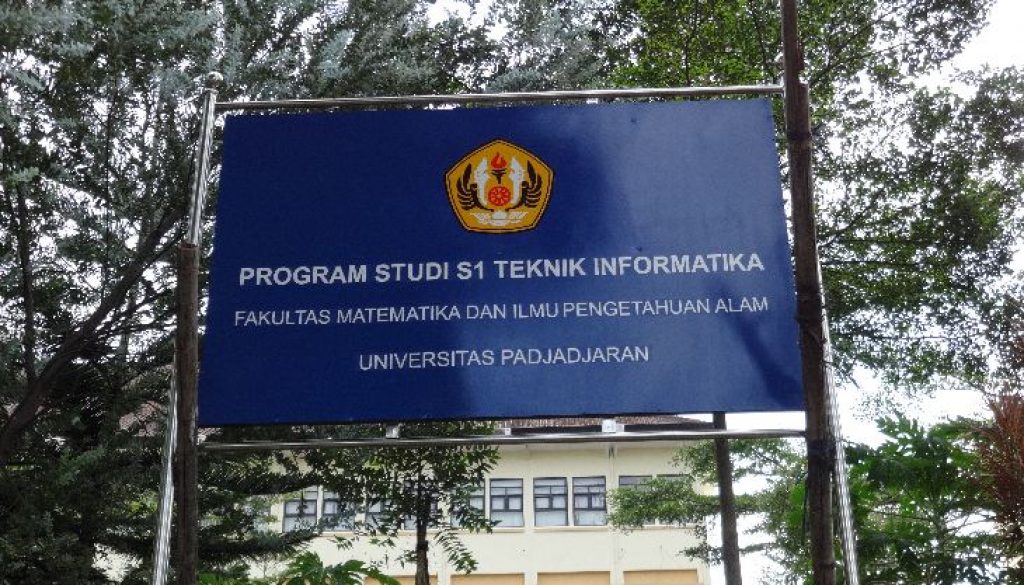 PROGRAM STUDI S1 TEKNIK INFORMATIKA
FAKULTAS MATEMATIKA DAN ILMU PENGETAHUAN ALAM
UNIVERSITAS PADJADJARAN